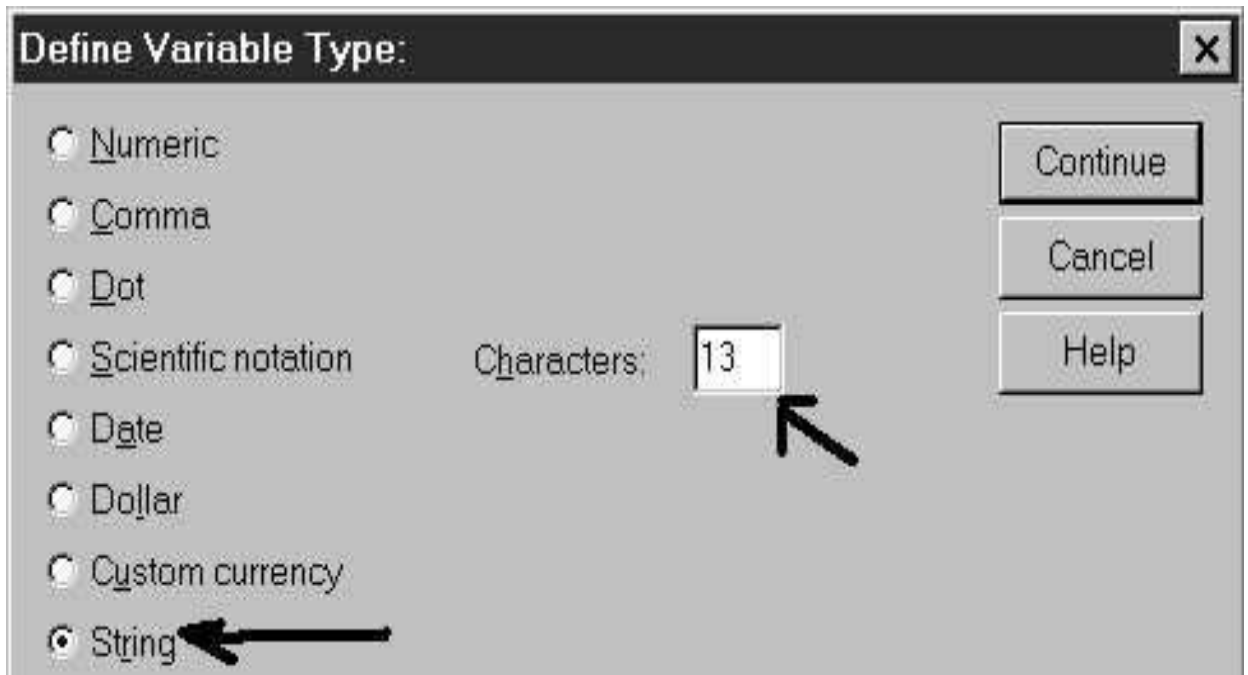 Define Variable Type:
Numeric
Comma
Dot
Scientific notation
Date
Dollar
Custom currency
String
Characters: 13
Continue
Cancel
Help